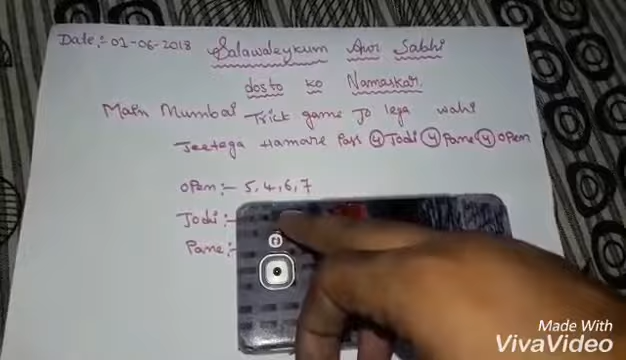 Date:- 01-06-2018 Salawaleykum Aur Sabhi
dosto ko Namaskar.
Main Mumbai Trick game Jo lega wahi
Jeetega Hamare Pass 4 Jodi 4 Pane 4 OPen
OPen:- 5,4,6,7
Jodi:-
Pane:-
Made With
VivaVideo